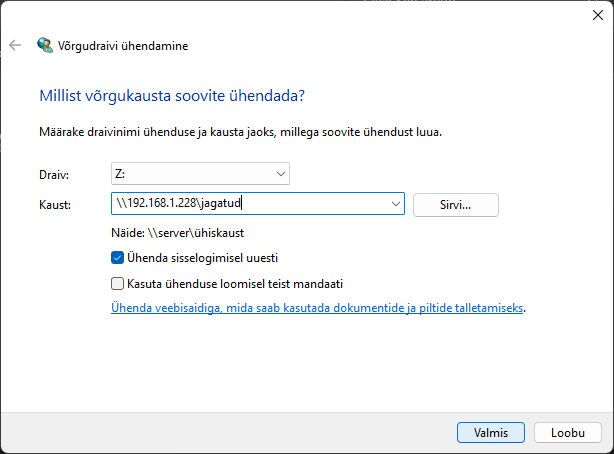 Võrgudraivi ühendamine
Millist võrgukausta soovite ühendada?
Määrake draivinimi ühenduse ja kausta jaoks, millega soovite ühendust luua.
Draiv: Z:
Kaust: \\192.168.1.228\jagatud Sirvi...
Näide: \\server\ühiskaust
Ühenda sisselogimisel uuesti
Kasuta ühenduse loomisel teist mandaati
Ühenda veebisaidiga, mida saab kasutada dokumentide ja piltide talletamiseks.
Valmis Loobu